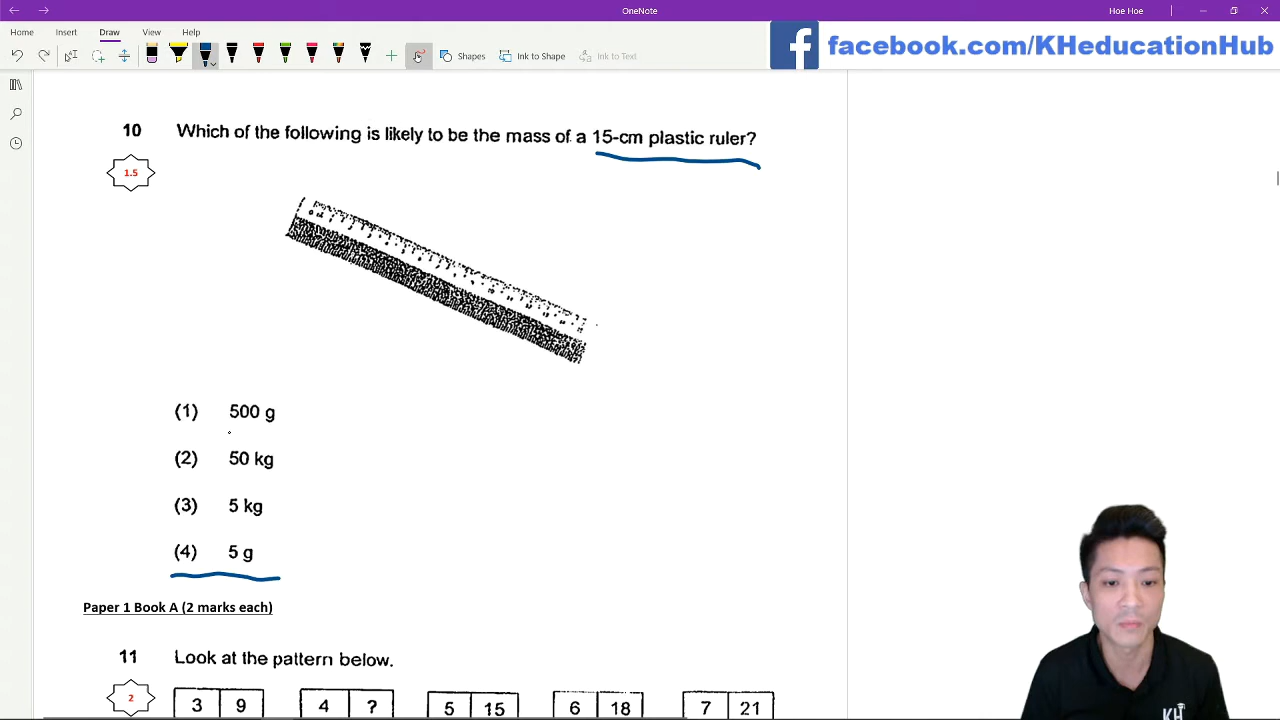 OneNote
Hoe Hoe
Home Insert Draw View Help
Shapes Ink to Shape Ink to Text
f facebook.com/KHeducationHub
10 Which of the following is likely to be the mass of a 15-cm plastic ruler?
1.5
(1) 500 g
(2) 50 kg
(3) 5 kg
(4) 5 g
Paper 1 Book A (2 marks each)
11 Look at the pattern below.
2
3 9 4 ? 5 15 6 18 7 21
KH